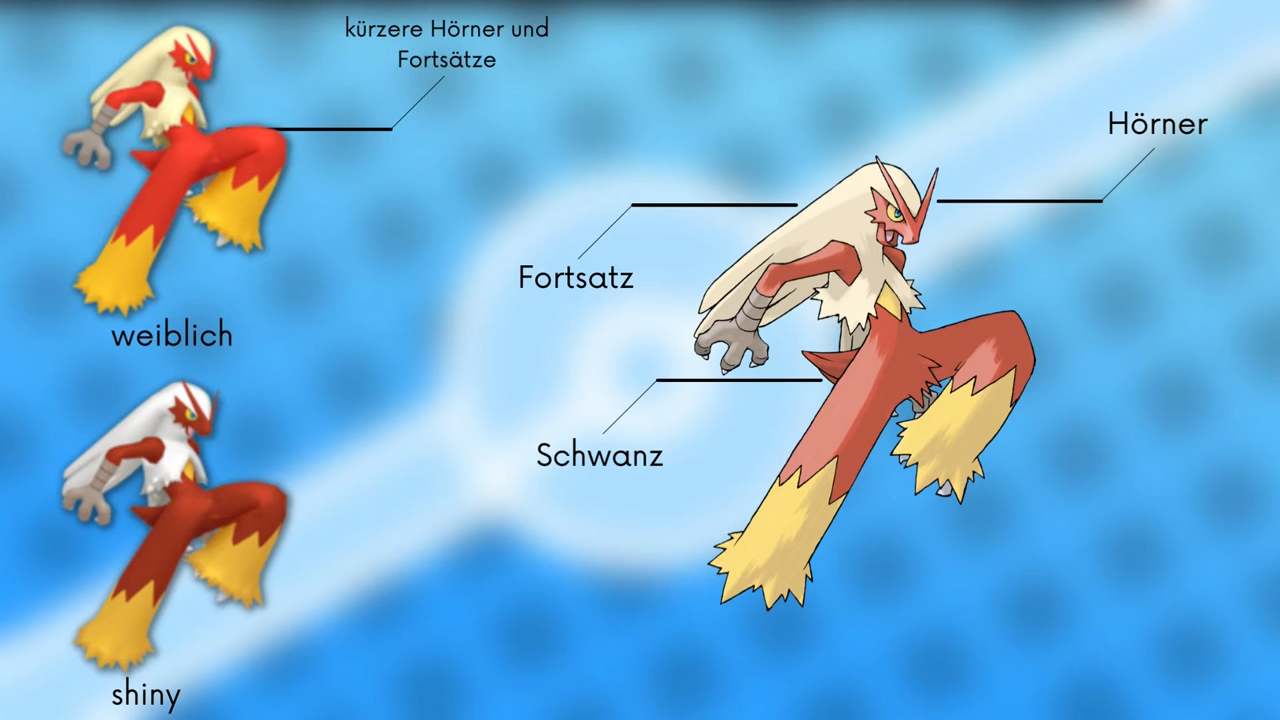 kürzere Hörner und
Fortsätze
Hörner
Fortsatz
weiblich
Schwanz
shiny